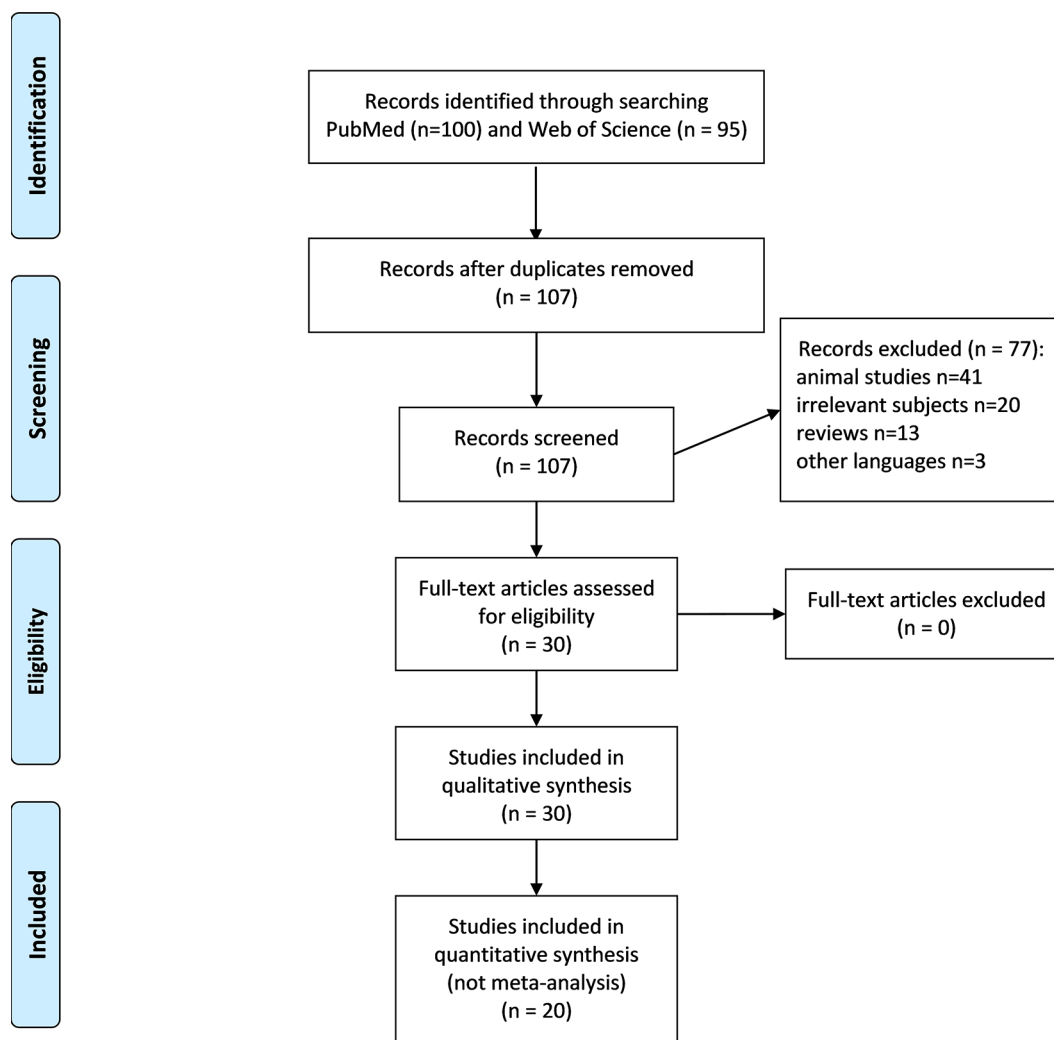 Identification
Records identified through searching
PubMed (n=100) and Web of Science (n = 95)
Records after duplicates removed
(n = 107)
Screening
Records screened
(n = 107)
Records excluded (n = 77):
animal studies n=41
irrelevant subjects n=20
reviews n=13
other languages n=3
Eligibility
Full-text articles assessed
for eligibility
(n = 30)
Full-text articles excluded
(n = 0)
Studies included in
qualitative synthesis
(n = 30)
Included
Studies included in
quantitative synthesis
(not meta-analysis)
(n = 20)